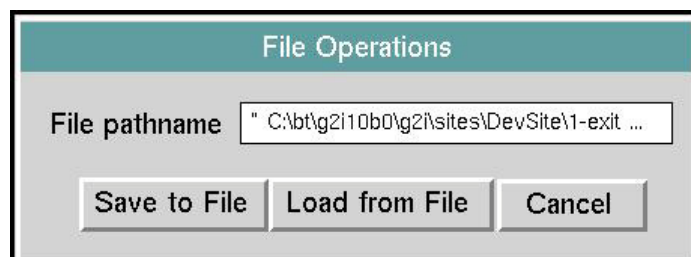 File Operations
File pathname " C:\bt\g2i10b0\g2i\sites\DevSite\1-exit ...
Save to File Load from File Cancel